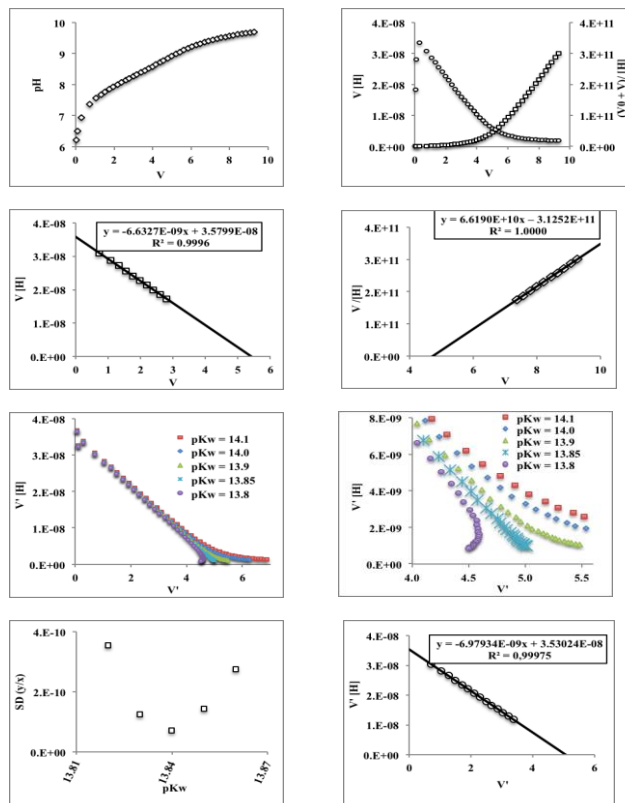 10
9
8
7
6
pH
0 2 4 6 8 10
V
4.E-08
3.E-08
2.E-08
1.E-08
0.E+00
V [H]
4.E+11
3.E+11
2.E+11
1.E+11
0.E+00
(V0 + V)/[H]
0 2 4 6 8 10
V
y = -6.6327E-09x + 3.5799E-08
R² = 0.9996
4.E-08
3.E-08
2.E-08
1.E-08
0.E+00
V [H]
0 1 2 3 4 5 6
V
y = 6.6190E+10x – 3.1252E+11
R² = 1.0000
4.E+11
3.E+11
2.E+11
1.E+11
0.E+00
V /[H]
4 6 8 10
V
4.E-08
3.E-08
2.E-08
1.E-08
0.E+00
V' [H]
pKw = 14.1
pKw = 14.0
pKw = 13.9
pKw = 13.85
pKw = 13.8
0 2 4 6
V'
8.E-09
6.E-09
4.E-09
2.E-09
0.E+00
V' [H]
pKw = 14.1
pKw = 14.0
pKw = 13.9
pKw = 13.85
pKw = 13.8
4.0 4.5 5.0 5.5
V'
4.E-10
2.E-10
0.E+00
SD (y/x)
13.81 13.84 13.87
pKw
y = -6.97934E-09x + 3.53024E-08
R² = 0,99975
4.E-08
3.E-08
2.E-08
1.E-08
0.E+00
V' [H]
0 2 4 6
V'